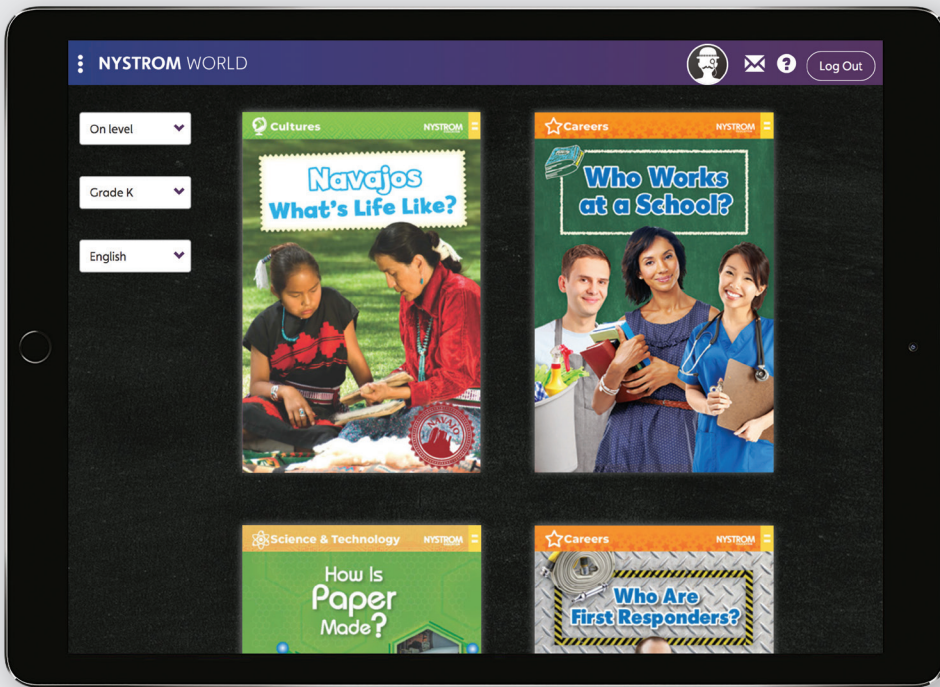 NYSTROM WORLD
Log Out
On level
Grade K
English
Cultures
NYSTROM
Navajos
What's Life Like?
NAVAJO
Careers
NYSTROM
Who Works
at a School?
Science & Technology
NYSTROM
How Is
Paper
Made?
Careers
NYSTROM
Who Are
First Responders?